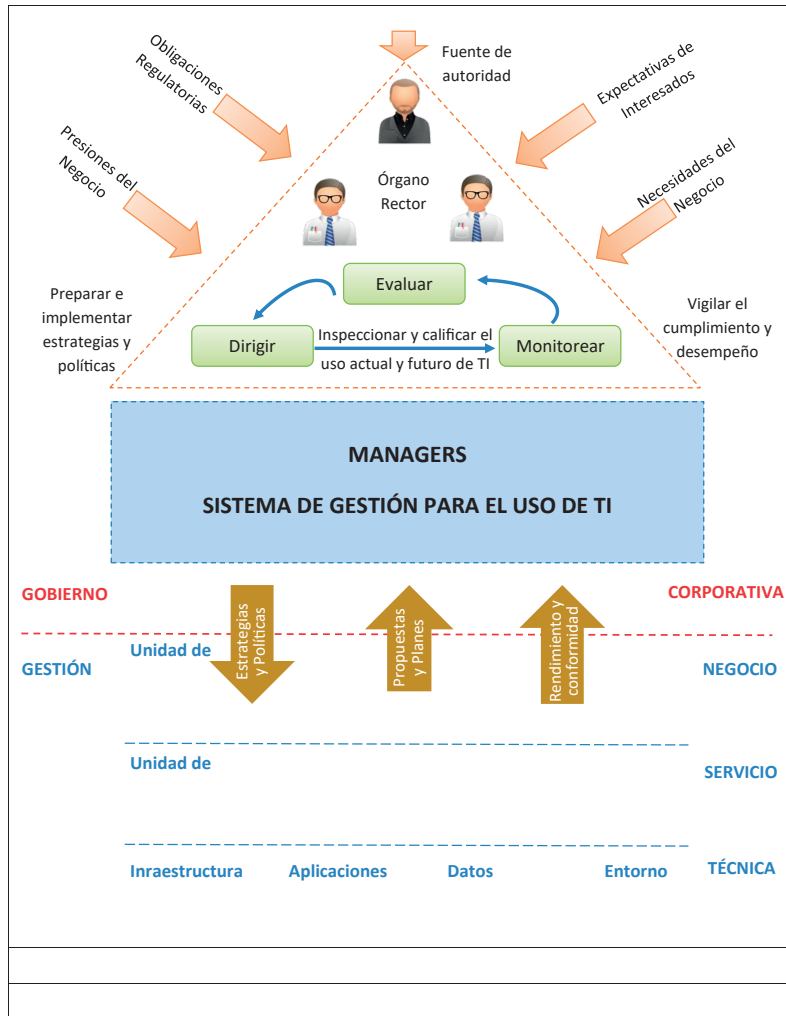 Obligaciones
Regulatorias
Fuente de
autoridad
Expectativas de
Interesados
Presiones del
Negocio
Órgano
Rector
Necesidades del
Negocio
Evaluar
Preparar e
implementar
estrategias y
políticas
Dirigir
Inspeccionar y calificar el
uso actual y futuro de TI
Monitorear
Vigilar el
cumplimiento y
desempeño
MANAGERS
SISTEMA DE GESTIÓN PARA EL USO DE TI
GOBIERNO
CORPORATIVA
Estrategias
y Políticas
Propuestas
y Planes
Rendimiento y
conformidad
Unidad de
GESTIÓN
NEGOCIO
Unidad de
SERVICIO
Inraestructura
Aplicaciones
Datos
Entorno
TÉCNICA